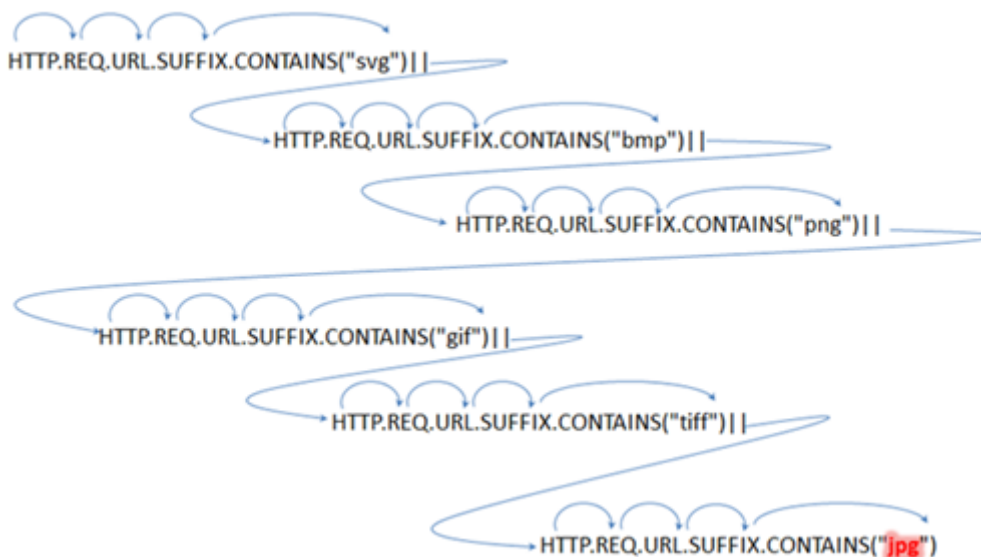 HTTP.REQ.URL.SUFFIX.CONTAINS("svg")||
HTTP.REQ.URL.SUFFIX.CONTAINS("bmp")||
HTTP.REQ.URL.SUFFIX.CONTAINS("png")||
HTTP.REQ.URL.SUFFIX.CONTAINS("gif")||
HTTP.REQ.URL.SUFFIX.CONTAINS("tiff")||
HTTP.REQ.URL.SUFFIX.CONTAINS("jpg")